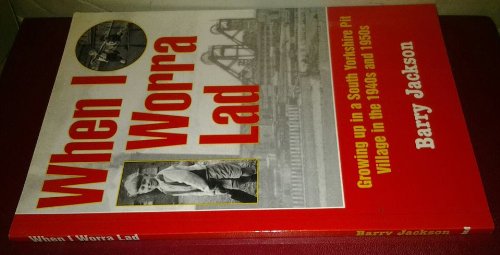 When I
Worra
Lad
Growing up in a South Yorkshire Pit
Village in the 1940s and 1950s
Barry Jackson
When I Worra Lad
Barry Jackson